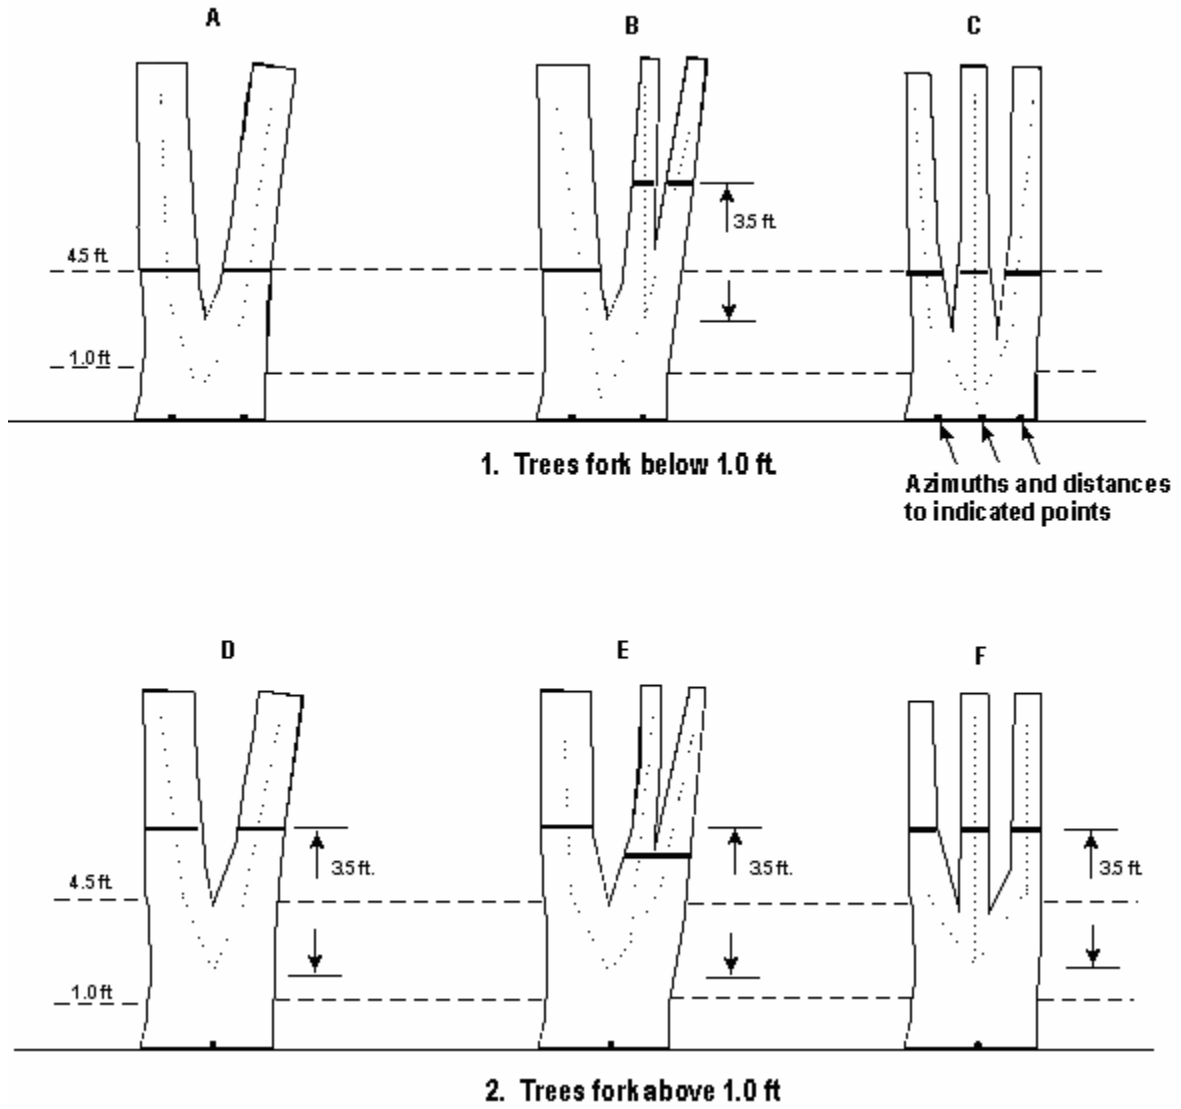 A
B
C
3.5 ft.
4.5 ft.
1.0 ft
1. Trees fork below 1.0 ft.
Azimuths and distances
to indicated points
D
E
F
3.5 ft.
3.5 ft.
3.5 ft.
4.5 ft.
1.0 ft
2. Trees fork above 1.0 ft